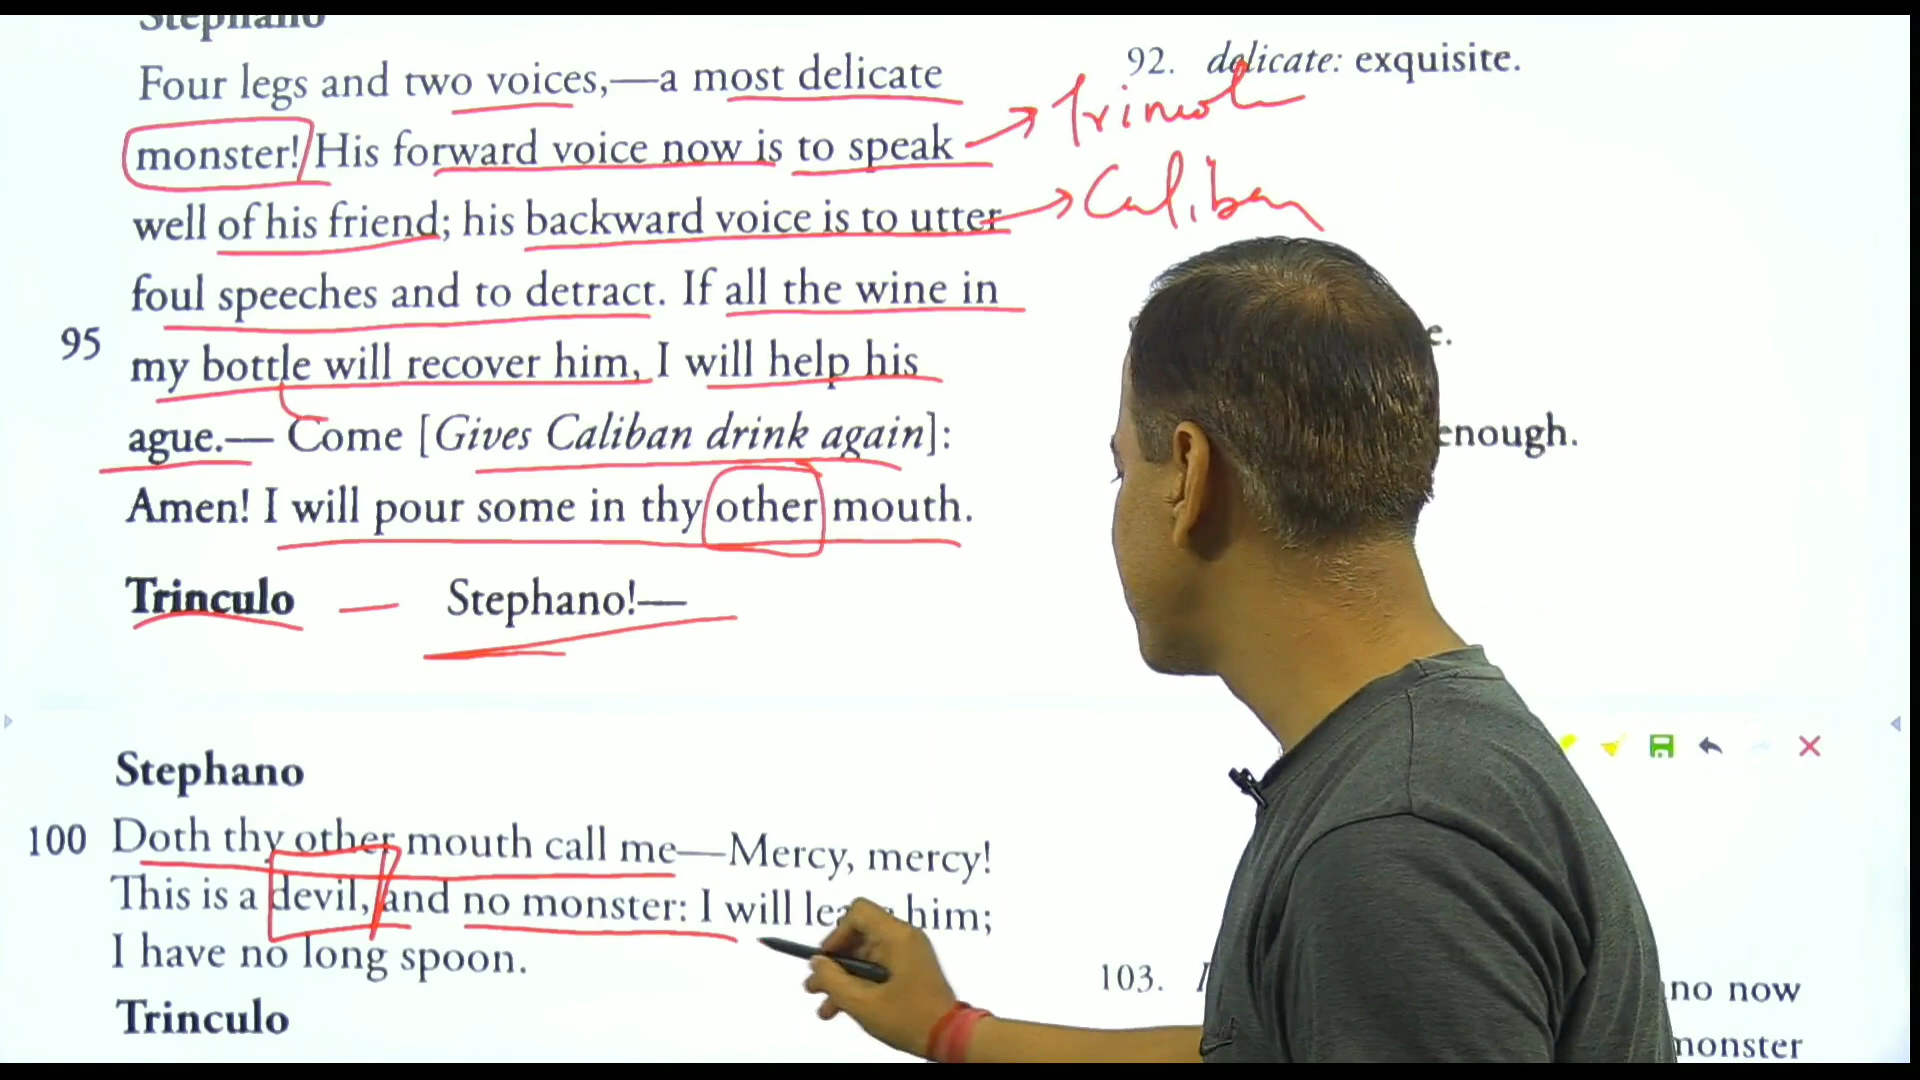 Stephano
Four legs and two voices,—a most delicate
monster! His forward voice now is to speak
well of his friend; his backward voice is to utter
foul speeches and to detract. If all the wine in
95 my bottle will recover him, I will help his
ague.— Come [Gives Caliban drink again]:
Amen! I will pour some in thy other mouth.
Trinculo — Stephano!—
Stephano
100 Doth thy other mouth call me—Mercy, mercy!
This is a devil, and no monster: I will him;
I have no long spoon.
Trinculo
92. delicate: exquisite.
Caliban
enough.
103.
no now
monster